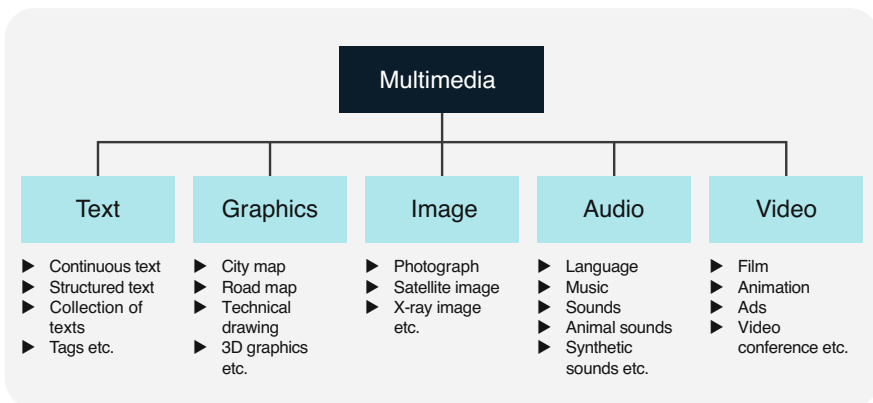 Multimedia
Text
Graphics
Image
Audio
Video
Continuous text
Structured text
Collection of
texts
Tags etc.
City map
Road map
Technical
drawing
3D graphics
etc.
Photograph
Satellite image
X-ray image
etc.
Language
Music
Sounds
Animal sounds
Synthetic
sounds etc.
Film
Animation
Ads
Video
conference etc.